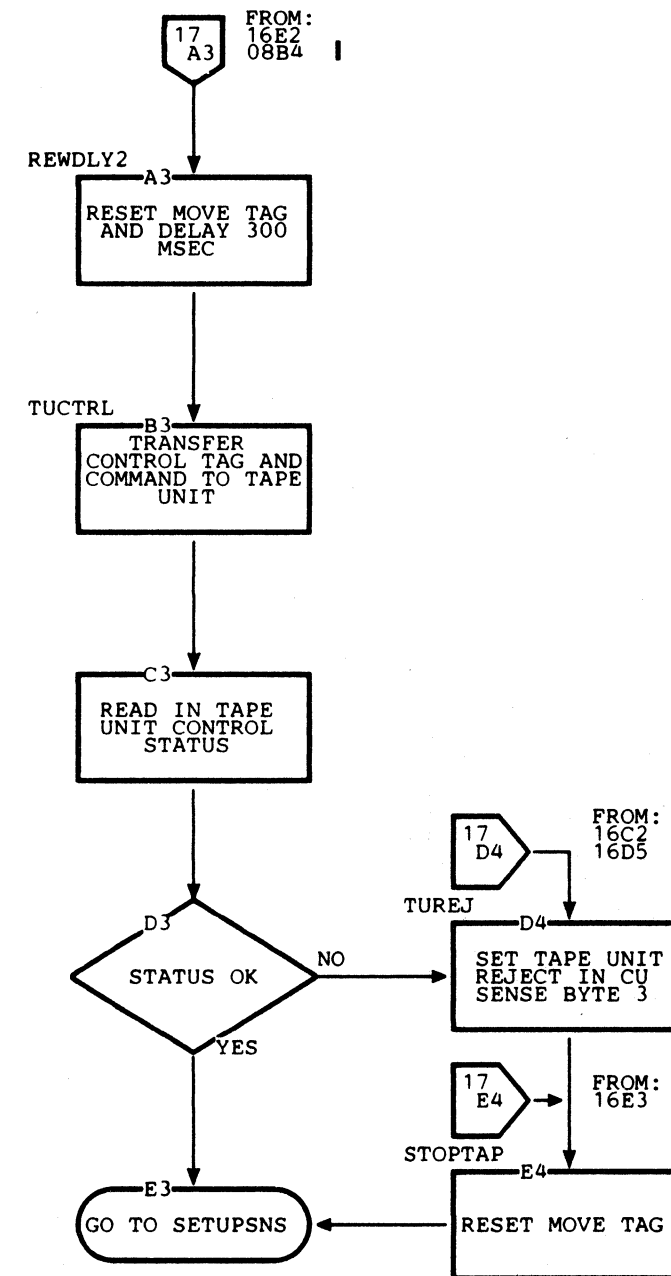 17
A3
FROM:
16E2
08B4
REWDLY2
A3
RESET MOVE TAG
AND DELAY 300
MSEC
TUCTRL
B3
TRANSFER
CONTROL TAG AND
COMMAND TO TAPE
UNIT
C3
READ IN TAPE
UNIT CONTROL
STATUS
D3
STATUS OK
NO
YES
17
D4
FROM:
16C2
16D5
TUREJ
D4
SET TAPE UNIT
REJECT IN CU
SENSE BYTE 3
17
E4
FROM:
16E3
STOPTAP
E4
RESET MOVE TAG
E3
GO TO SETUPSNS